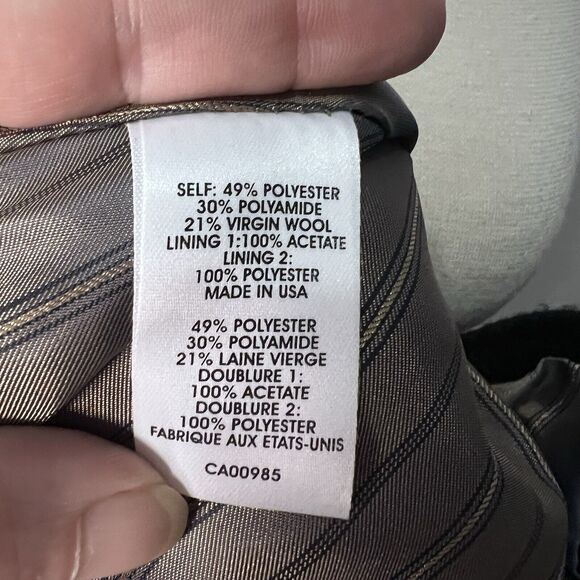 SELF: 49% POLYESTER
30% POLYAMIDE
21% VIRGIN WOOL
LINING 1:100% ACETATE
LINING 2:
100% POLYESTER
MADE IN USA
49% POLYESTER
30% POLYAMIDE
21% LAINE VIERGE
DOUBLURE 1:
100% ACETATE
DOUBLURE 2:
100% POLYESTER
FABRIQUE AUX ETATS-UNIS
CA00985